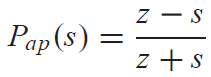 P_{ap}(s) = \frac{z - s}{z + s}